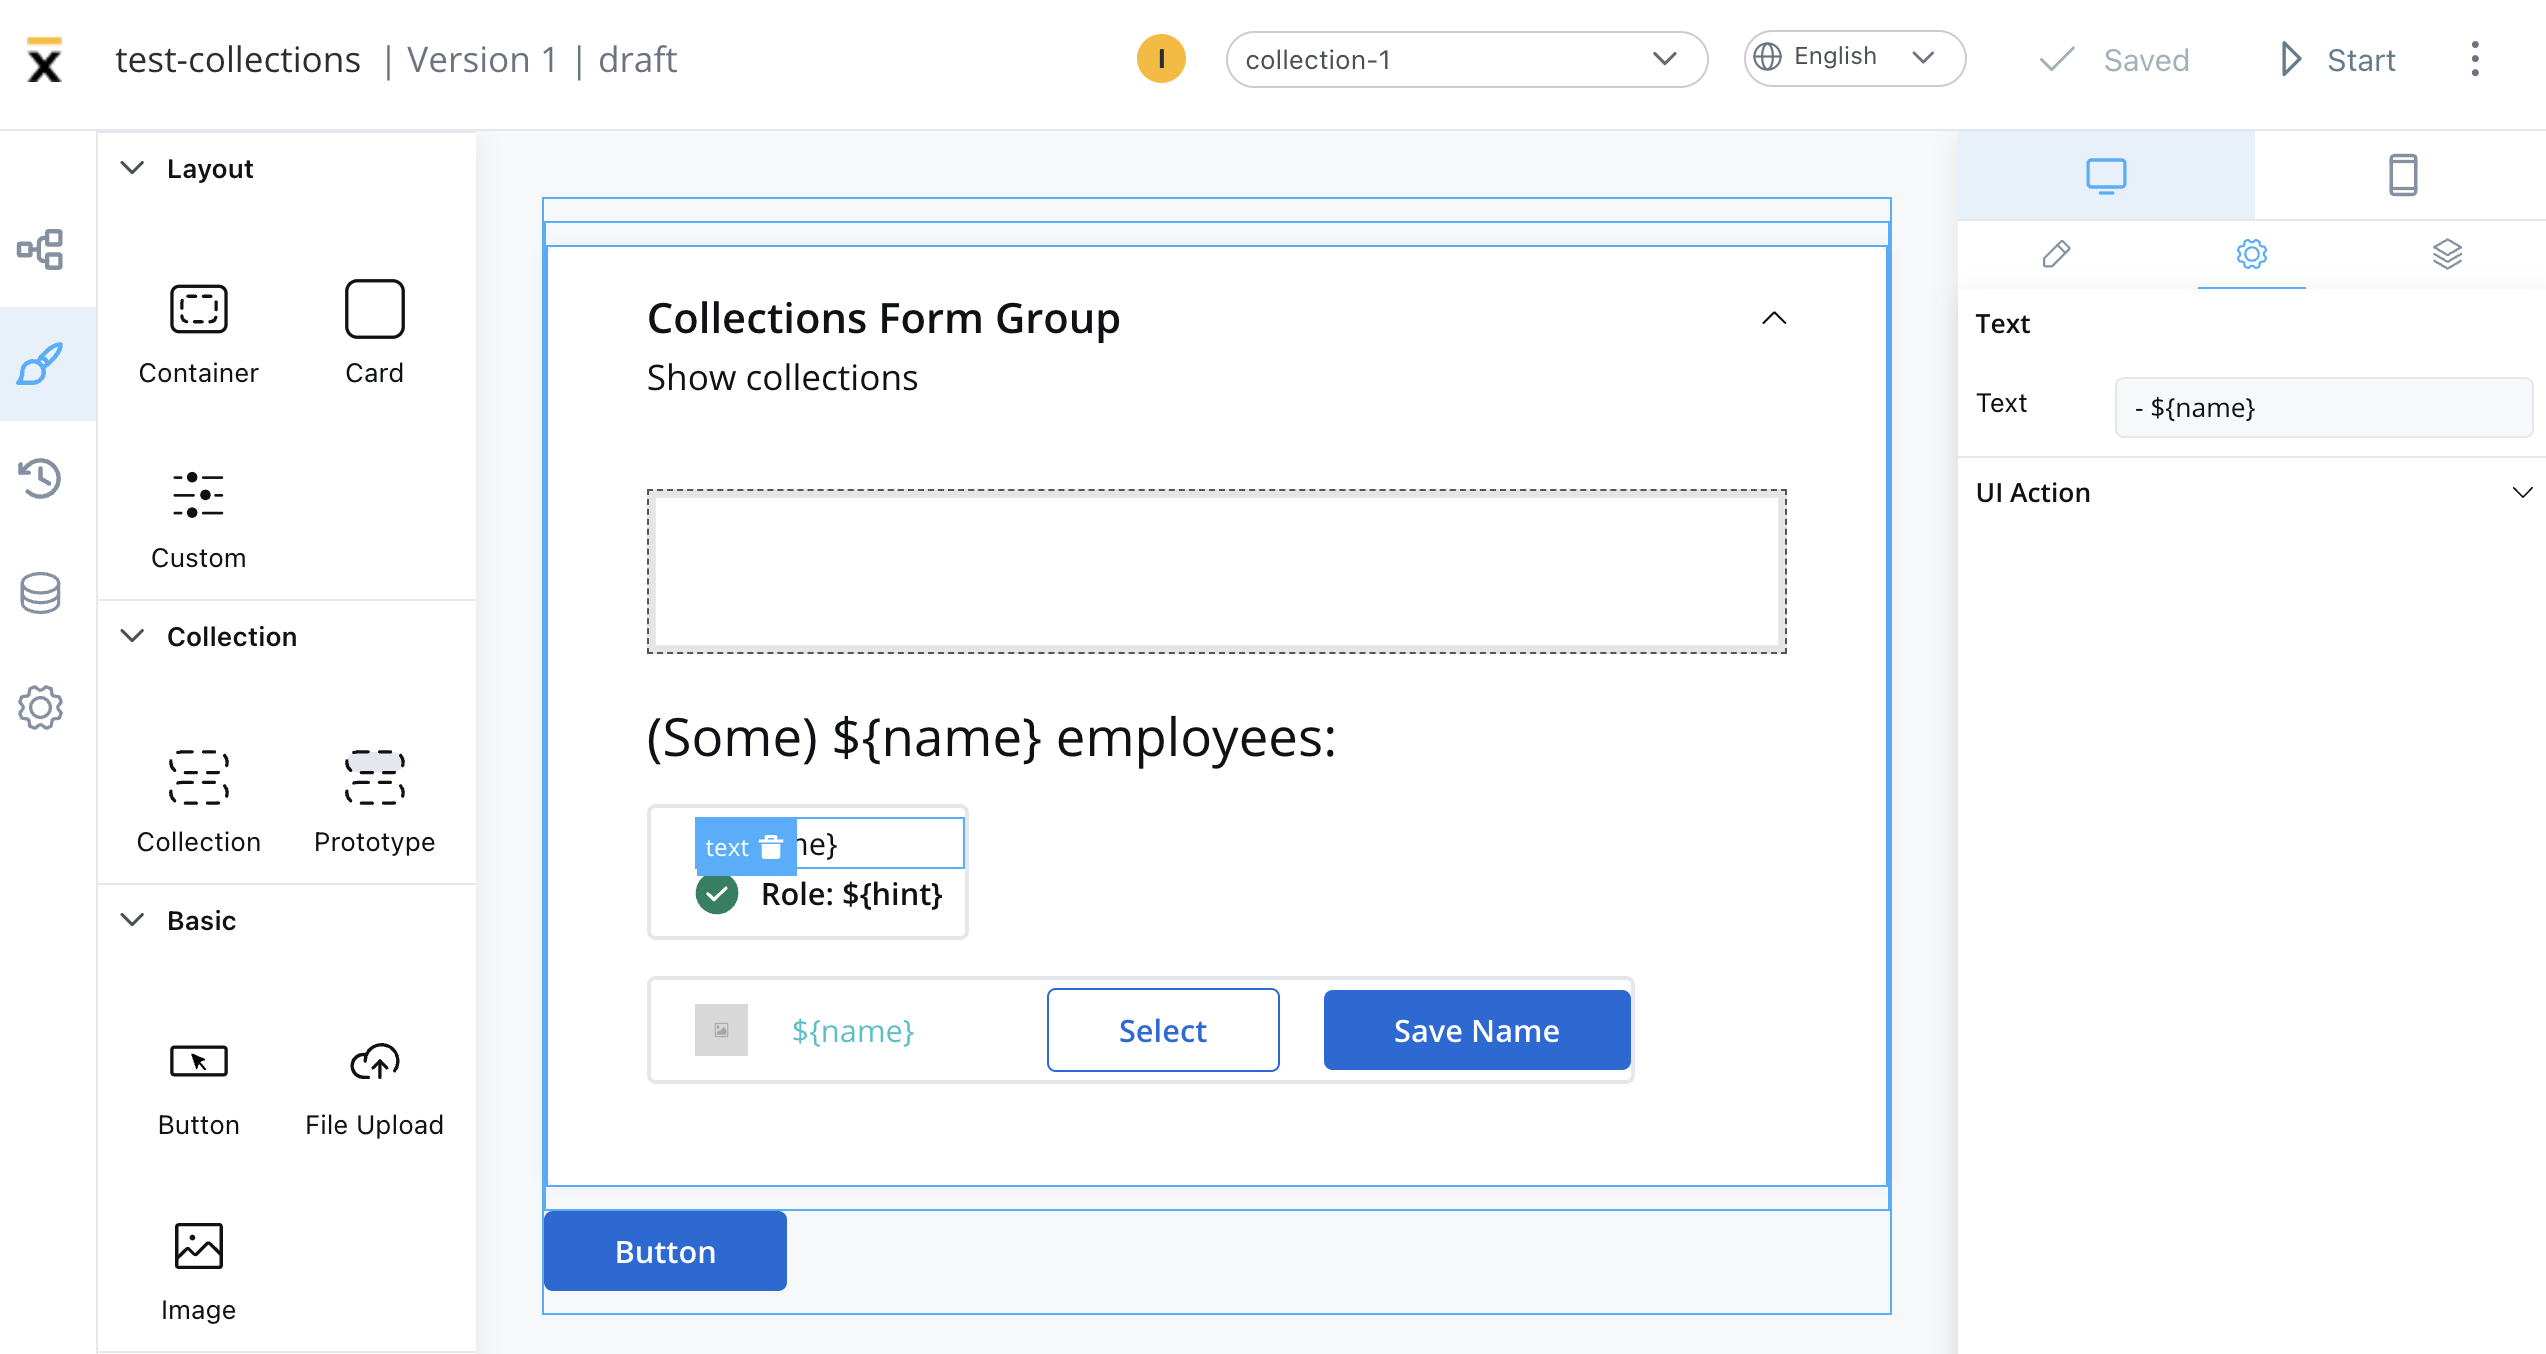 test-collections | Version 1 | draft
I
collection-1
English
Saved
Start
Layout
Container
Card
Custom
Collection
Collection
Prototype
Basic
Button
File Upload
Image
Collections Form Group
Show collections
(Some) ${name} employees:
text
Role: ${hint}
${name}
Select
Save Name
Button
Text
Text
- ${name}
UI Action